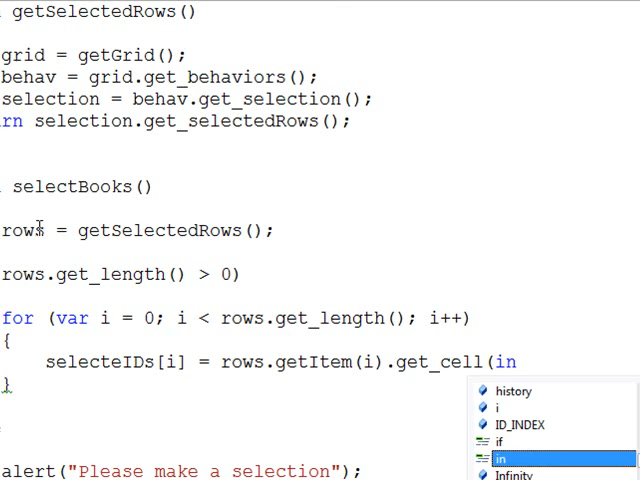 getSelectedRows()
grid = getGrid();
behav = grid.get_behaviors();
selection = behav.get_selection();
rn selection.get_selectedRows();
selectBooks()
rows = getSelectedRows();
rows.get_length() > 0)
for (var i = 0; i < rows.get_length(); i++)
{
selecteIDs[i] = rows.getItem(i).get_cell(in
}
history
i
ID_INDEX
if
in
Infinity
alert("Please make a selection");